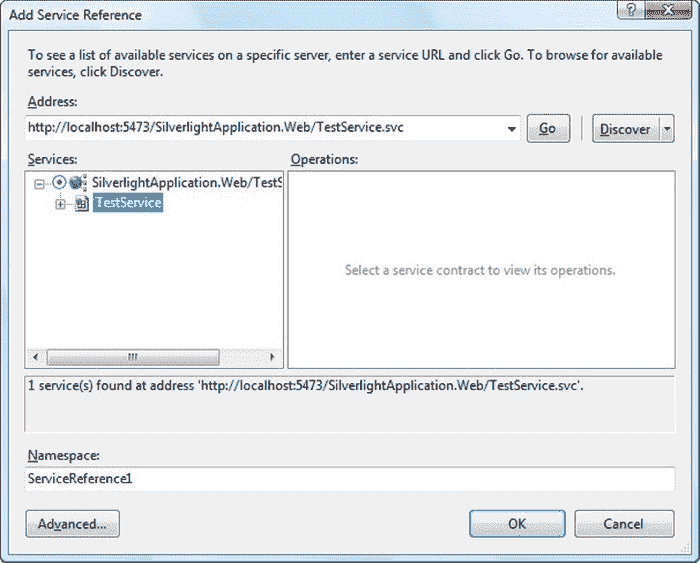 Add Service Reference
To see a list of available services on a specific server, enter a service URL and click Go. To browse for available
services, click Discover.
Address:
http://localhost:5473/SilverlightApplication.Web/TestService.svc
Go
Discover
Services:
Operations:
SilverlightApplication.Web/TestS
TestService
Select a service contract to view its operations.
1 service(s) found at address 'http://localhost:5473/SilverlightApplication.Web/TestService.svc'.
Namespace:
ServiceReference1
Advanced...
OK
Cancel